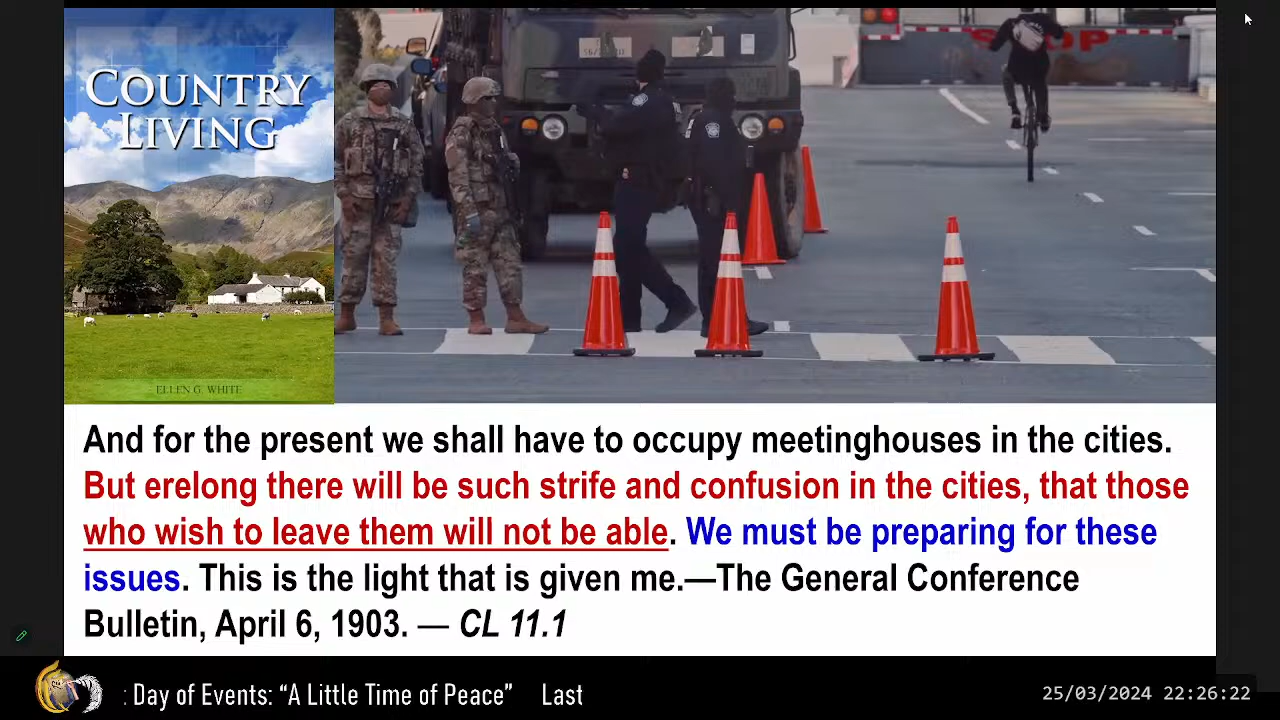 COUNTRY
LIVING
ELLEN G. WHITE
STOP
And for the present we shall have to occupy meetinghouses in the cities.
But erelong there will be such strife and confusion in the cities, that those
who wish to leave them will not be able. We must be preparing for these
issues. This is the light that is given me.—The General Conference
Bulletin, April 6, 1903. — CL 11.1
: Day of Events: “A Little Time of Peace” Last
25/03/2024 22:26:22